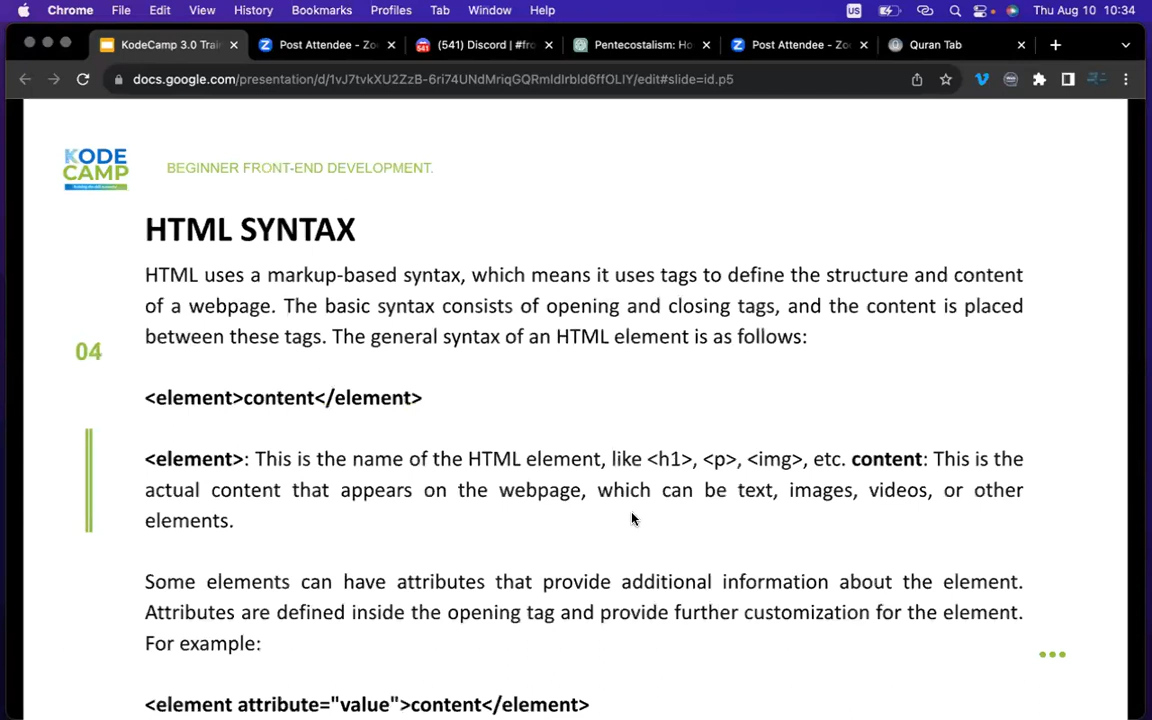 Chrome File Edit View History Bookmarks Profiles Tab Window Help US Thu Aug 10 10:34
KodeCamp 3.0 Trai Post Attendee - Zo (541) Discord | #fro Pentecostalism: Ho Post Attendee - Zo Quran Tab
docs.google.com/presentation/d/1vJ7tvkXU2ZzB-6ri74UNdMriqGQRmIdIrbId6ffOLIY/edit#slide=id.p5
KODE
CAMP
BEGINNER FRONT-END DEVELOPMENT.
HTML SYNTAX
HTML uses a markup-based syntax, which means it uses tags to define the structure and content
of a webpage. The basic syntax consists of opening and closing tags, and the content is placed
between these tags. The general syntax of an HTML element is as follows:
04
<element>content</element>
<element>: This is the name of the HTML element, like <h1>, <p>, <img>, etc. content: This is the
actual content that appears on the webpage, which can be text, images, videos, or other
elements.
Some elements can have attributes that provide additional information about the element.
Attributes are defined inside the opening tag and provide further customization for the element.
For example:
<element attribute="value">content</element>